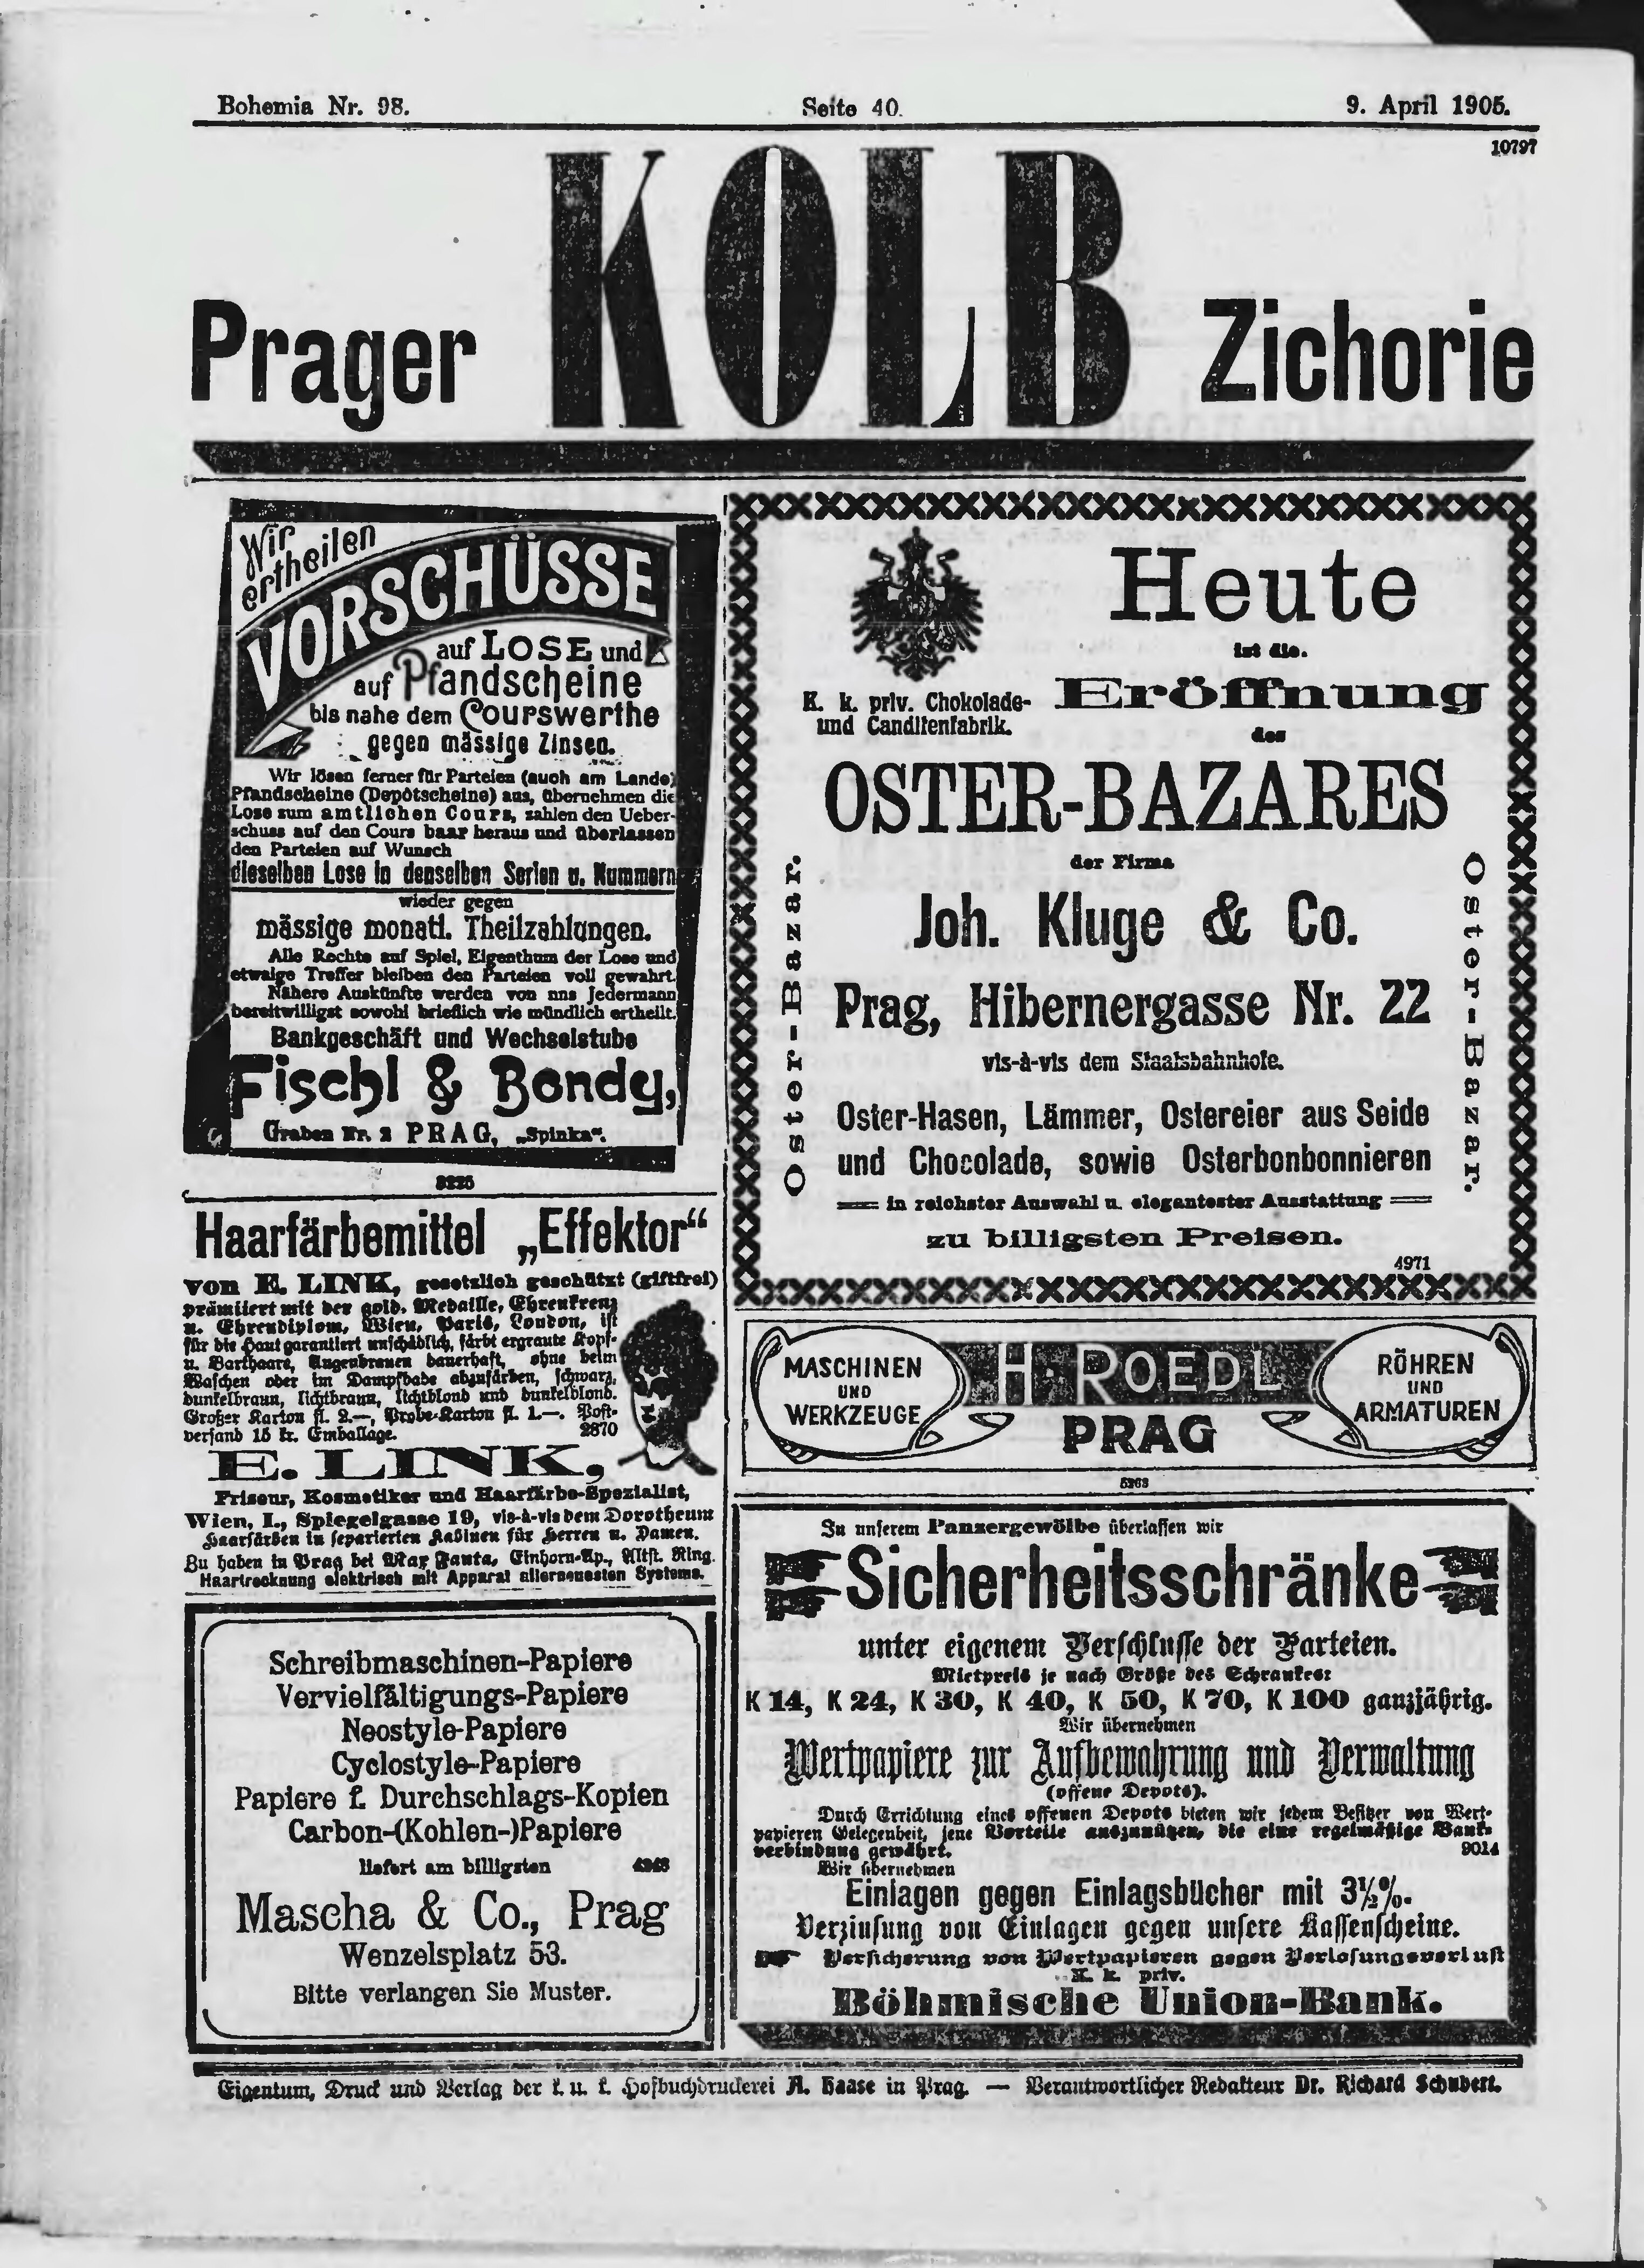 Bohemia Nr. 98.
Seite 40.
9. April 1905.
10797
Prager KOLB Zichorie
Wir
ertheilen
VORSCHÜSSE
auf LOSE und
auf Pfandscheine
bis nahe dem Courswerthe
gegen mässige Zinsen.
Wir lösen ferner für Parteien (auch am Lande)
Pfandscheine (Depôtscheine) aus, übernehmen die
Lose zum amtlichen Cours, zahlen den Ueber-
schuss auf den Cours baar heraus und überlassen
den Parteien auf Wunsch
dieselben Lose in denselben Serien u. Nummern
wieder gegen
mässige monatl. Theilzahlungen.
Alle Rechte auf Spiel, Eigenthum der Lose und
etwaige Treffer bleiben den Parteien voll gewahrt.
Nähere Auskünfte werden von uns Jedermann
bereitwilligst sowohl brieflich wie mündlich ertheilt.
Bankgeschäft und Wechselstube
Fischl & Bondy,
Graben Nr. 2 PRAG, „Spinka“.
8225
Haarfärbemittel „Effektor“
von E. LINK, gesetzlich geschützt (giftfrei)
prämiiert mit der gold. Medaille, Ehrenkreuz
u. Ehrendiplom, Wien, Paris, London, ist
für die Haut garantiert unschädlich, färbt ergraute Kopf-
u. Barthaare, Augenbrauen dauerhaft, ohne beim
Waschen oder im Dampfbade abzufärben, schwarz,
dunkelbraun, lichtbraun, lichtblond und dunkelblond.
Großer Karton fl. 2.—, Probe-Karton fl. 1.—. Post-
versand 15 kr. Emballage.
2870
E. LINK,
Friseur, Kosmetiker und Haarfärbe-Spezialist,
Wien, I., Spiegelgasse 19, vis-à-vis dem Dorotheum
Haarfärben in separierten Kabinen für Herren u. Damen.
Zu haben in Prag bei Max Fanta, Einhorn-Ap., Altst. Ring.
Haartrocknung elektrisch mit Apparat allerneuesten Systems.
Schreibmaschinen-Papiere
Vervielfältigungs-Papiere
Neostyle-Papiere
Cyclostyle-Papiere
Papiere f. Durchschlags-Kopien
Carbon-(Kohlen-)Papiere
liefert am billigsten
Mascha & Co., Prag
Wenzelsplatz 53.
Bitte verlangen Sie Muster.
Heute
ist die
Eröffnung
des
K. k. priv. Chokolade-
und Canditenfabrik.
OSTER-BAZARES
der Firma
Joh. Kluge & Co.
Prag, Hibernergasse Nr. 22
vis-à-vis dem Staatsbahnhofe.
Oster-Hasen, Lämmer, Ostereier aus Seide
und Chocolade, sowie Osterbonbonnieren
in reichster Auswahl u. elegantester Ausstattung
zu billigsten Preisen.
4971
Oster-Bazar.
Oster-Bazar.
MASCHINEN
UND
WERKZEUGE
H. ROEDL
PRAG
RÖHREN
UND
ARMATUREN
5263
In unserem Panzergewölbe überlassen wir
Sicherheitsschränke
unter eigenem Verschlusse der Parteien.
Mietpreis je nach Größe des Schrankes:
K 14, K 24, K 30, K 40, K 50, K 70, K 100 ganzjährig.
Wir übernehmen
Wertpapiere zur Aufbewahrung und Verwaltung
(offene Depots).
Durch Errichtung eines offenen Depots bieten wir jedem Besitzer von Wert-
papieren Gelegenheit, jene Vorteile auszunützen, die eine regelmäßige Bank-
verbindung gewährt.
9014
Wir übernehmen
Einlagen gegen Einlagsbücher mit 3½%.
Verzinsung von Einlagen gegen unsere Kassenscheine.
Versicherung von Wertpapieren gegen Verlosungsverlust
K. k. priv.
Böhmische Union-Bank.
Eigentum, Druck und Verlag der k. u. k. Hofbuchdruckerei A. Haase in Prag. — Verantwortlicher Redakteur Dr. Richard Schubert.